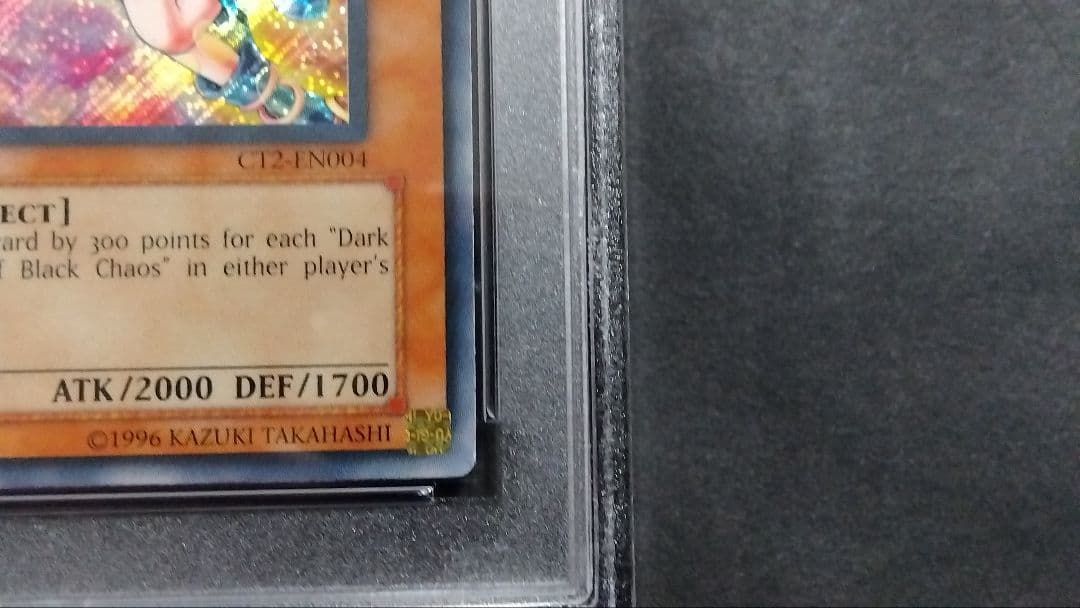 CT2-EN004
ECT]
ard by 300 points for each "Dark
f Black Chaos" in either player's
ATK/2000 DEF/1700
©1996 KAZUKI TAKAHASHI